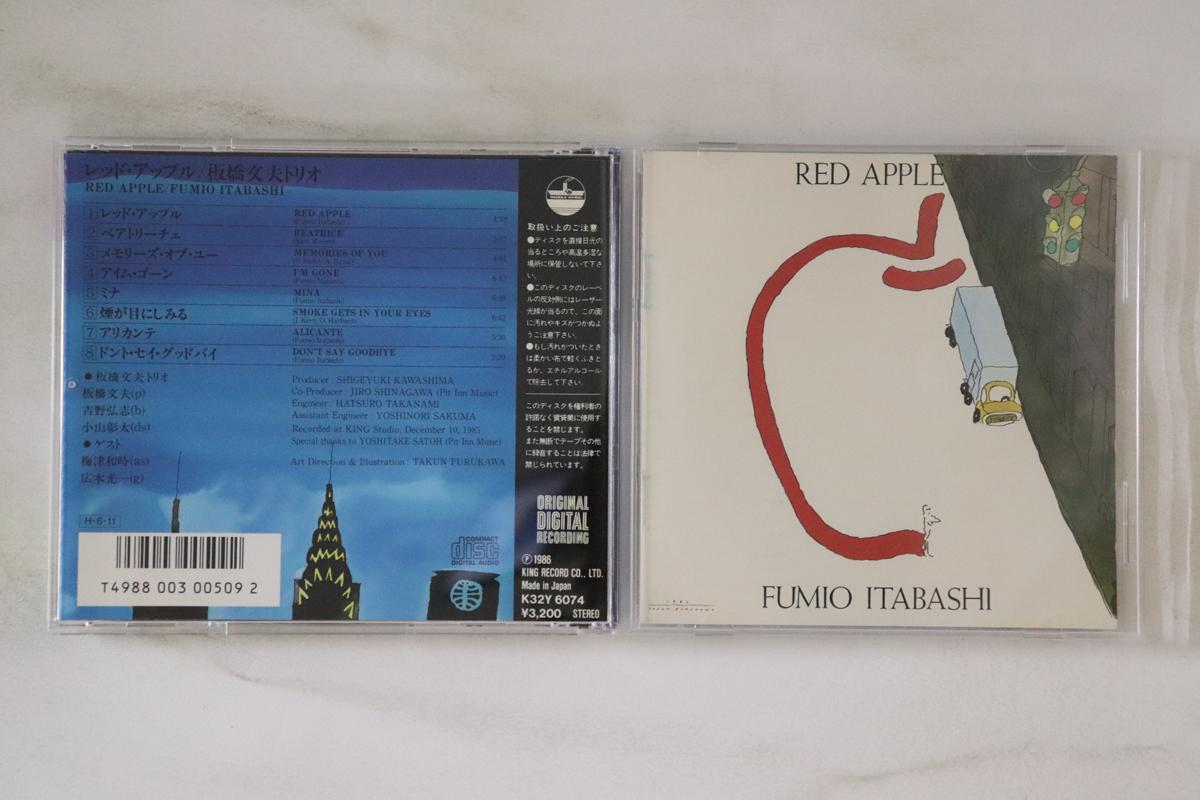 レッド・アップル/板橋文夫トリオ
RED APPLE/FUMIO ITABASHI
1 レッド・アップル RED APPLE
(Fumio Itabashi)
2 ベアトリーチェ BEATRICE
3 メモリーズ・オブ・ユー MEMORIES OF YOU
4 アイム・ゴーン I'M GONE
(Fumio Itabashi)
5 ミナ MINA
(Fumio Itabashi)
6 煙が目にしみる SMOKE GETS IN YOUR EYES 6:42
7 アリカンテ ALICANTE
(Fumio Itabashi)
8 ドント・セイ・グッドバイ DON'T SAY GOODBYE
(Fumio Itabashi)
●板橋文夫トリオ
板橋文夫(p)
吉野弘志(b)
小山彰太(ds)
●ゲスト
梅津和時(as)
広木光一(g)
Producer : SHIGEYUKI KAWASHIMA
Co-Producer : JIRO SHINAGAWA (Pit Inn Music)
Engineer : HATSURO TAKANAMI
Assistant Engineer : YOSHINORI SAKUMA
Recorded at KING Studio, December 10, 1985
Special thanks to YOSHITAKE SATOH (Pit Inn Music)
Art Direction & Illustration : TAKUN FURUKAWA
H・6・11
T4988 003 00509 2
COMPACT
disc
DIGITAL AUDIO
取扱い上のご注意
●ディスクを直接日光の
当るところや高温多湿な
場所に保管しないで下さ
い。
●このディスクのレーベ
ルの反対側にはレーザー
光線が当るので、この面
に汚れやキズがつかぬよ
うご注意下さい。
●もし汚れがついたとき
は柔かい布で軽くふきと
るか、エチルアルコール
で除去して下さい。
このディスクを権利者の
許諾なく賃貸業に使用す
ることを禁じます。
また無断でテープその他
に録音することは法律で
禁じられています。
ORIGINAL
DIGITAL
RECORDING
Ⓟ 1986
KING RECORD CO., LTD.
Made in Japan
K32Y 6074
¥3,200 STEREO
RED APPLE
FUMIO ITABASHI